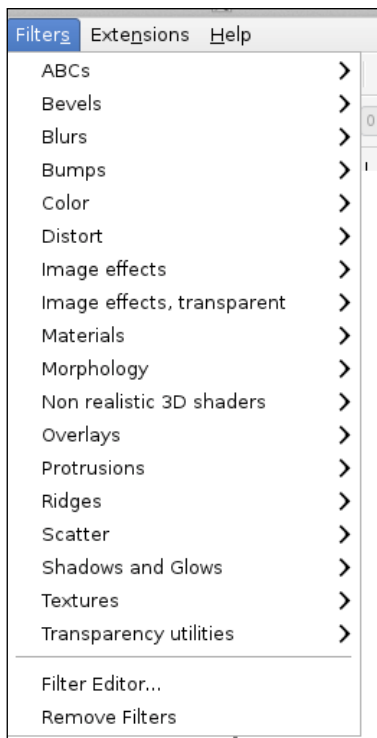 Filters Extensions Help
ABCs
Bevels
0
Blurs
Bumps
Color
Distort
Image effects
Image effects, transparent
Materials
Morphology
Non realistic 3D shaders
Overlays
Protrusions
Ridges
Scatter
Shadows and Glows
Textures
Transparency utilities
Filter Editor...
Remove Filters